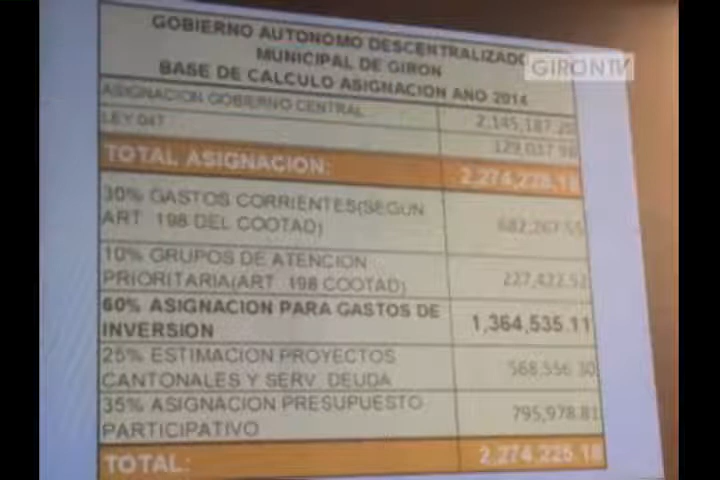 GOBIERNO AUTONOMO DESCENTRALIZADO
MUNICIPAL DE GIRON
BASE DE CALCULO ASIGNACION AÑO 2014
GIRONTV
ASIGNACION GOBIERNO CENTRAL 2,145,187.20
LEY 047 129,037.98
TOTAL ASIGNACION: 2,274,225.18
30% GASTOS CORRIENTES(SEGUN
ART. 198 DEL COOTAD) 682,267.55
10% GRUPOS DE ATENCION
PRIORITARIA(ART. 198 COOTAD) 227,422.52
60% ASIGNACION PARA GASTOS DE
INVERSION 1,364,535.11
25% ESTIMACION PROYECTOS
CANTONALES Y SERV. DEUDA 568,556.30
35% ASIGNACION PRESUPUESTO
PARTICIPATIVO 795,978.81
TOTAL: 2,274,225.18